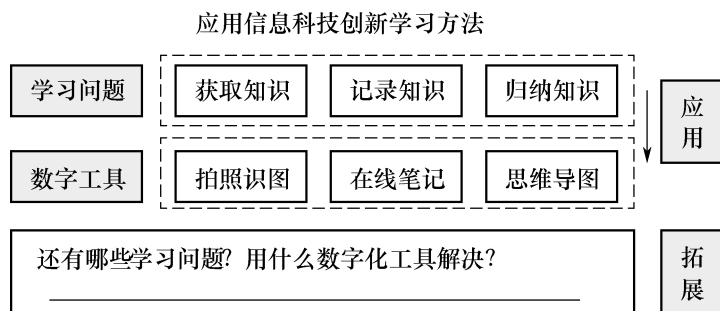 应用信息科技创新学习方法
学习问题 获取知识 记录知识 归纳知识
应用
数字工具 拍照识图 在线笔记 思维导图
还有哪些学习问题？用什么数字化工具解决？
拓展